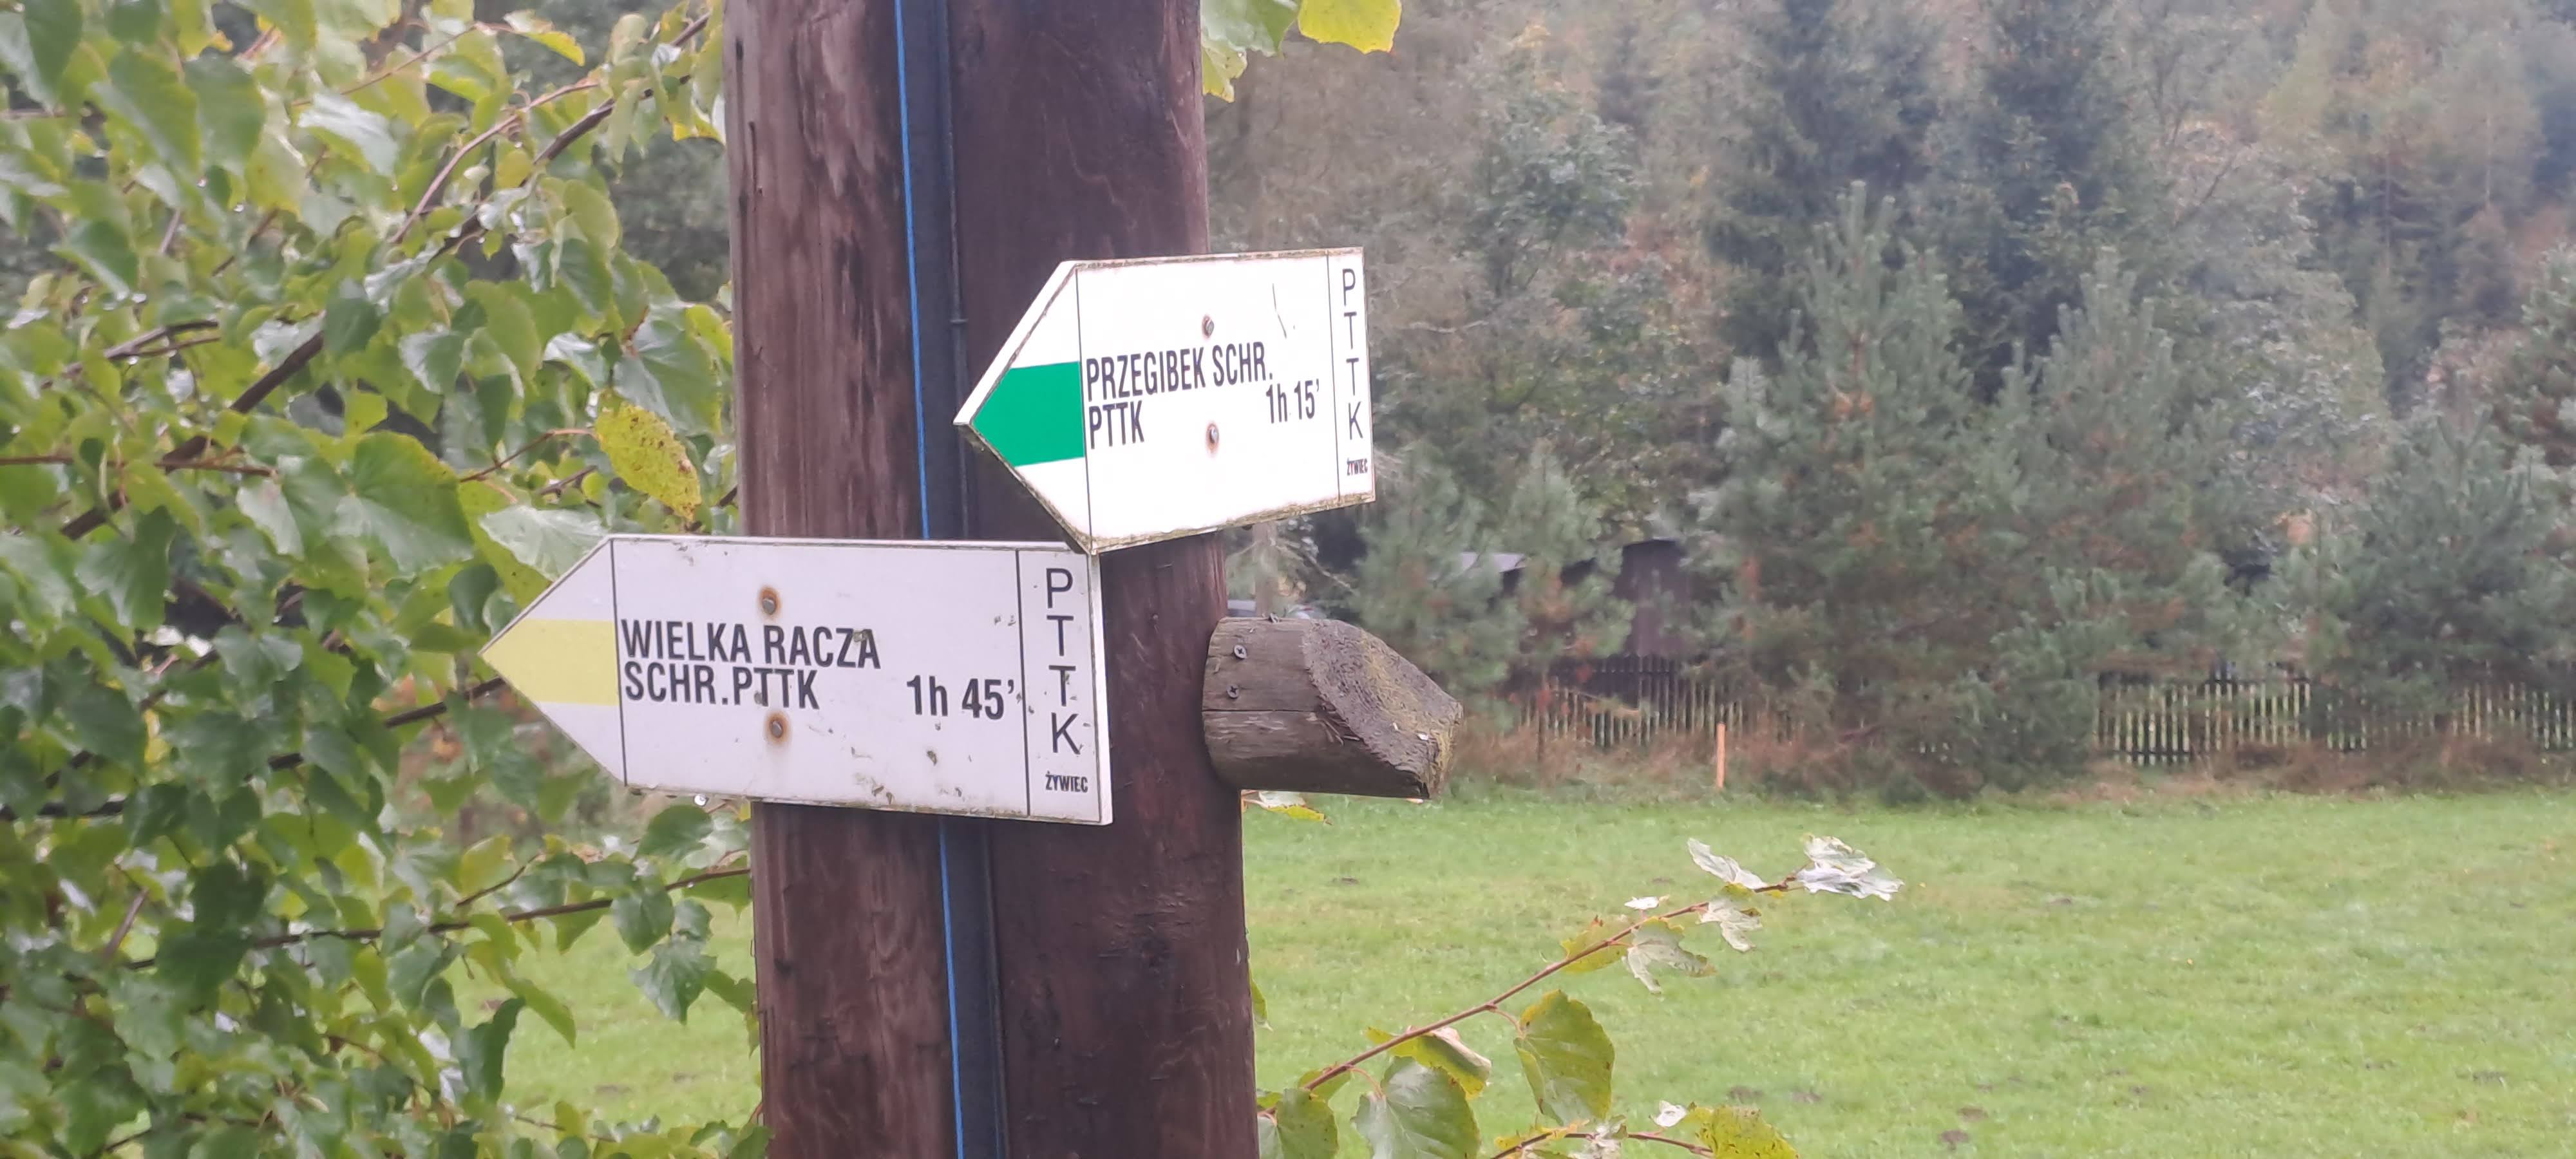 PRZEGIBEK SCHR.
PTTK 1h 15'
PTTK
ŻYWIEC
WIELKA RACZA
SCHR.PTTK 1h 45'
PTTK
ŻYWIEC